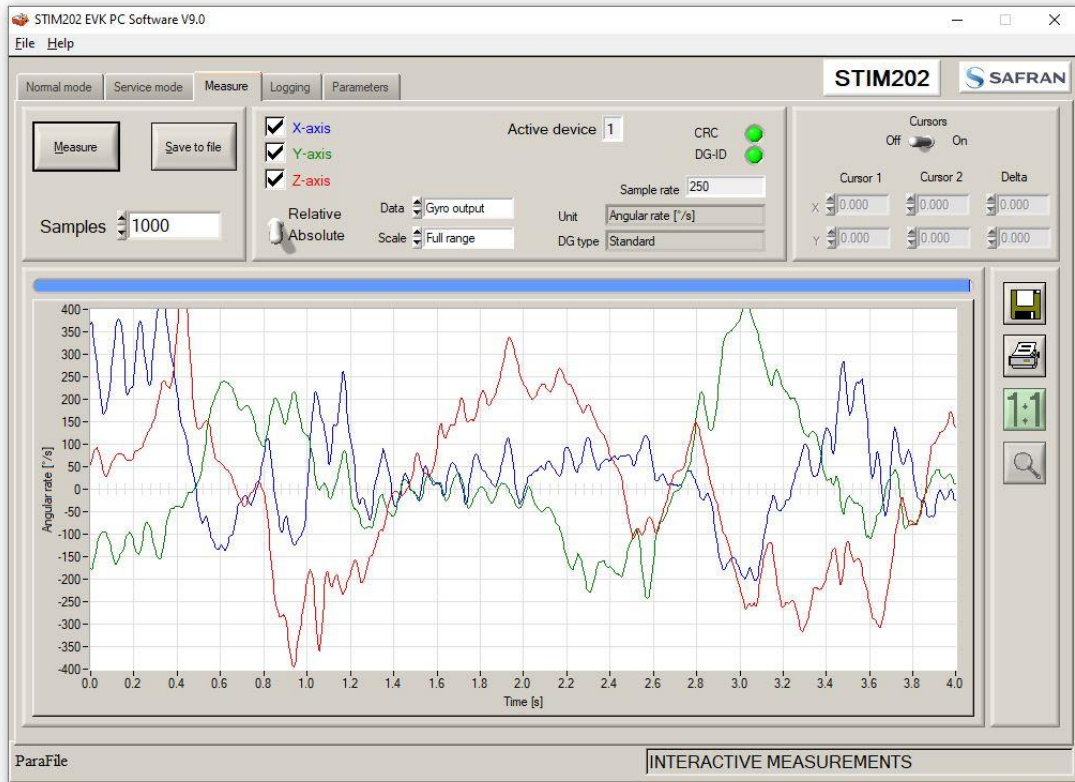 STIM202 EVK PC Software V9.0
File Help
Normal mode Service mode Measure Logging Parameters
STIM202 SAFRAN
Measure Save to file
Samples 1000
X-axis
Y-axis
Z-axis
Relative
Absolute
Active device 1
CRC
DG-ID
Sample rate 250
Data Gyro output
Scale Full range
Unit Angular rate [°/s]
DG type Standard
Cursors
Off On
Cursor 1 Cursor 2 Delta
X 0.000 0.000 0.000
Y 0.000 0.000 0.000
400
350
300
250
200
150
100
50
0
-50
-100
-150
-200
-250
-300
-350
-400
Angular rate [°/s]
0.0 0.2 0.4 0.6 0.8 1.0 1.2 1.4 1.6 1.8 2.0 2.2 2.4 2.6 2.8 3.0 3.2 3.4 3.6 3.8 4.0
Time [s]
1:1
ParaFile
INTERACTIVE MEASUREMENTS